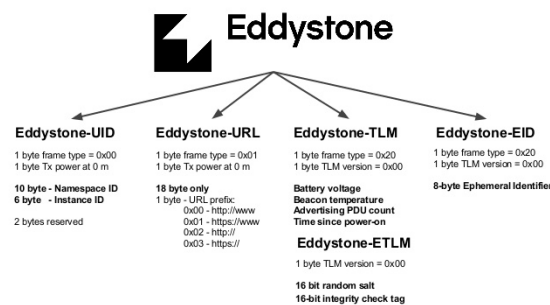 Eddystone
Eddystone-UID
1 byte frame type = 0x00
1 byte Tx power at 0 m
10 byte - Namespace ID
6 byte - Instance ID
2 bytes reserved
Eddystone-URL
1 byte frame type = 0x01
1 byte Tx power at 0 m
18 byte only
1 byte - URL prefix:
0x00 - http://www
0x01 - https://www
0x02 - http://
0x03 - https://
Eddystone-TLM
1 byte frame type = 0x20
1 byte TLM version = 0x00
Battery voltage
Beacon temperature
Advertising PDU count
Time since power-on
Eddystone-ETLM
1 byte TLM version = 0x00
16 bit random salt
16-bit integrity check tag
Eddystone-EID
1 byte frame type = 0x20
1 byte TLM version = 0x00
8-byte Ephemeral Identifier